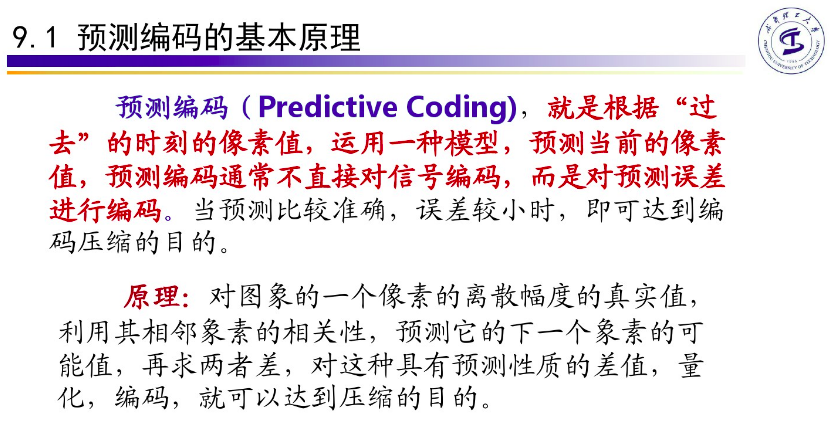 9.1 预测编码的基本原理
预测编码（Predictive Coding)，就是根据“过
去”的时刻的像素值，运用一种模型，预测当前的像素
值，预测编码通常不直接对信号编码，而是对预测误差
进行编码。当预测比较准确，误差较小时，即可达到编
码压缩的目的。
原理：对图象的一个像素的离散幅度的真实值，
利用其相邻象素的相关性，预测它的下一个象素的可
能值，再求两者差，对这种具有预测性质的差值，量
化，编码，就可以达到压缩的目的。